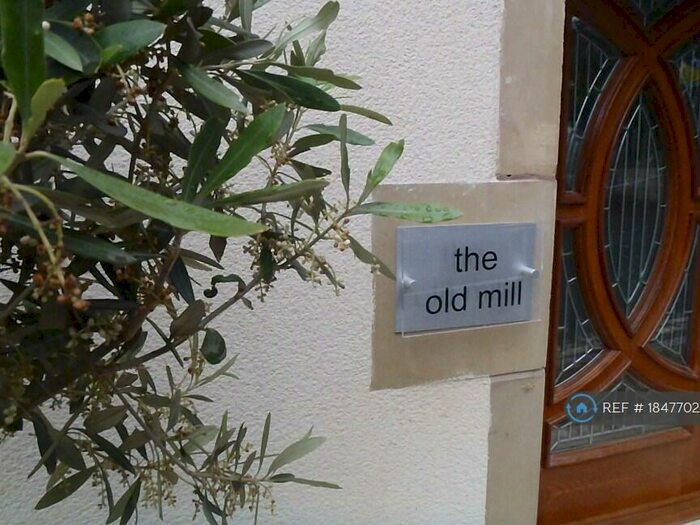 the
old mill
REF # 1847702